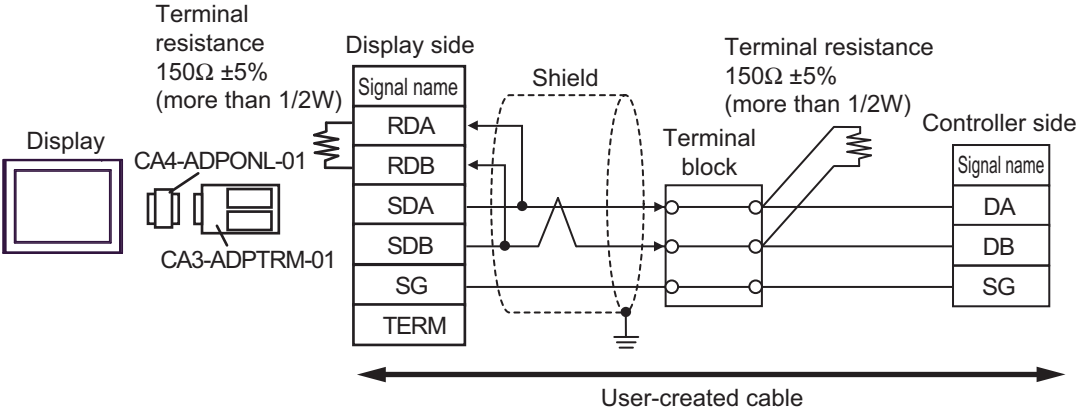 Terminal
resistance
150Ω ±5%
(more than 1/2W)
Display side
Signal name
RDA
RDB
SDA
SDB
SG
TERM
Display
CA4-ADPONL-01
CA3-ADPTRM-01
Shield
Terminal resistance
150Ω ±5%
(more than 1/2W)
Terminal
block
Controller side
Signal name
DA
DB
SG
User-created cable